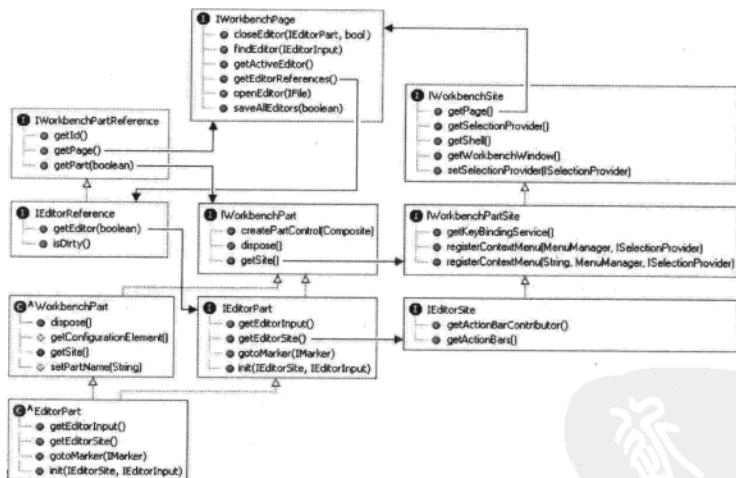 IWorkbenchPage
closeEditor(IEditorPart, bool)
findEditor(IEditorInput)
getActiveEditor()
getEditorReferences()
openEditor(IFile)
saveAllEditors(boolean)
IWorkbenchPartReference
getId()
getPage()
getPart(boolean)
IWorkbenchSite
getPage()
getSelectionProvider()
getShell()
getWorkbenchWindow()
setSelectionProvider(ISelectionProvider)
IEditorReference
getEditor(boolean)
isDirty()
IWorkbenchPart
createPartControl(Composite)
dispose()
getSite()
IWorkbenchPartSite
getKeyBindingService()
registerContextMenu(MenuManager, ISelectionProvider)
registerContextMenu(String, MenuManager, ISelectionProvider)
WorkbenchPart
dispose()
getConfigurationElement()
getSite()
setPartName(String)
IEditorPart
getEditorInput()
getEditorSite()
gotoMarker(IMarker)
init(IEditorSite, IEditorInput)
IEditorSite
getActionBarContributor()
getActionBars()
EditorPart
getEditorInput()
getEditorSite()
gotoMarker(IMarker)
init(IEditorSite, IEditorInput)